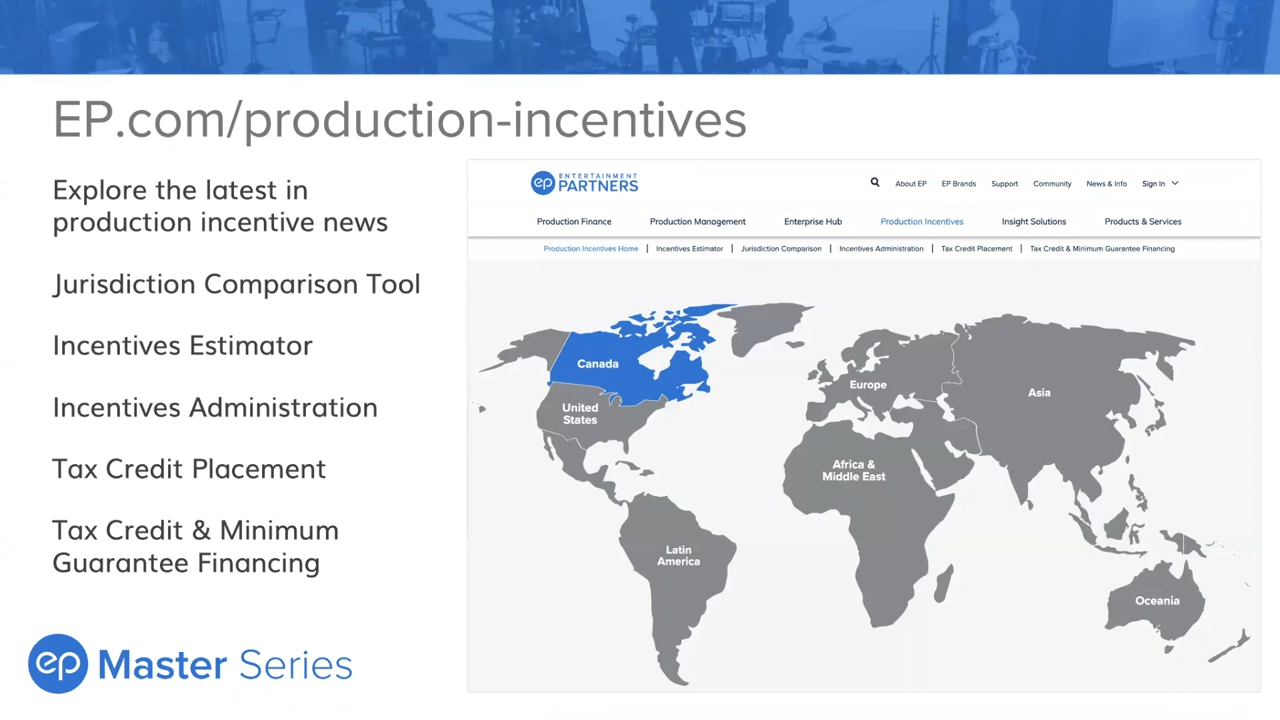 EP.com/production-incentives
Explore the latest in
production incentive news
Jurisdiction Comparison Tool
Incentives Estimator
Incentives Administration
Tax Credit Placement
Tax Credit & Minimum
Guarantee Financing
ep Master Series
ep ENTERTAINMENT
PARTNERS
About EP EP Brands Support Community News & Info Sign In
Production Finance Production Management Enterprise Hub Production Incentives Insight Solutions Products & Services
Production Incentives Home | Incentives Estimator | Jurisdiction Comparison | Incentives Administration | Tax Credit Placement | Tax Credit & Minimum Guarantee Financing
Canada
United
States
Europe
Asia
Africa &
Middle East
Latin
America
Oceania